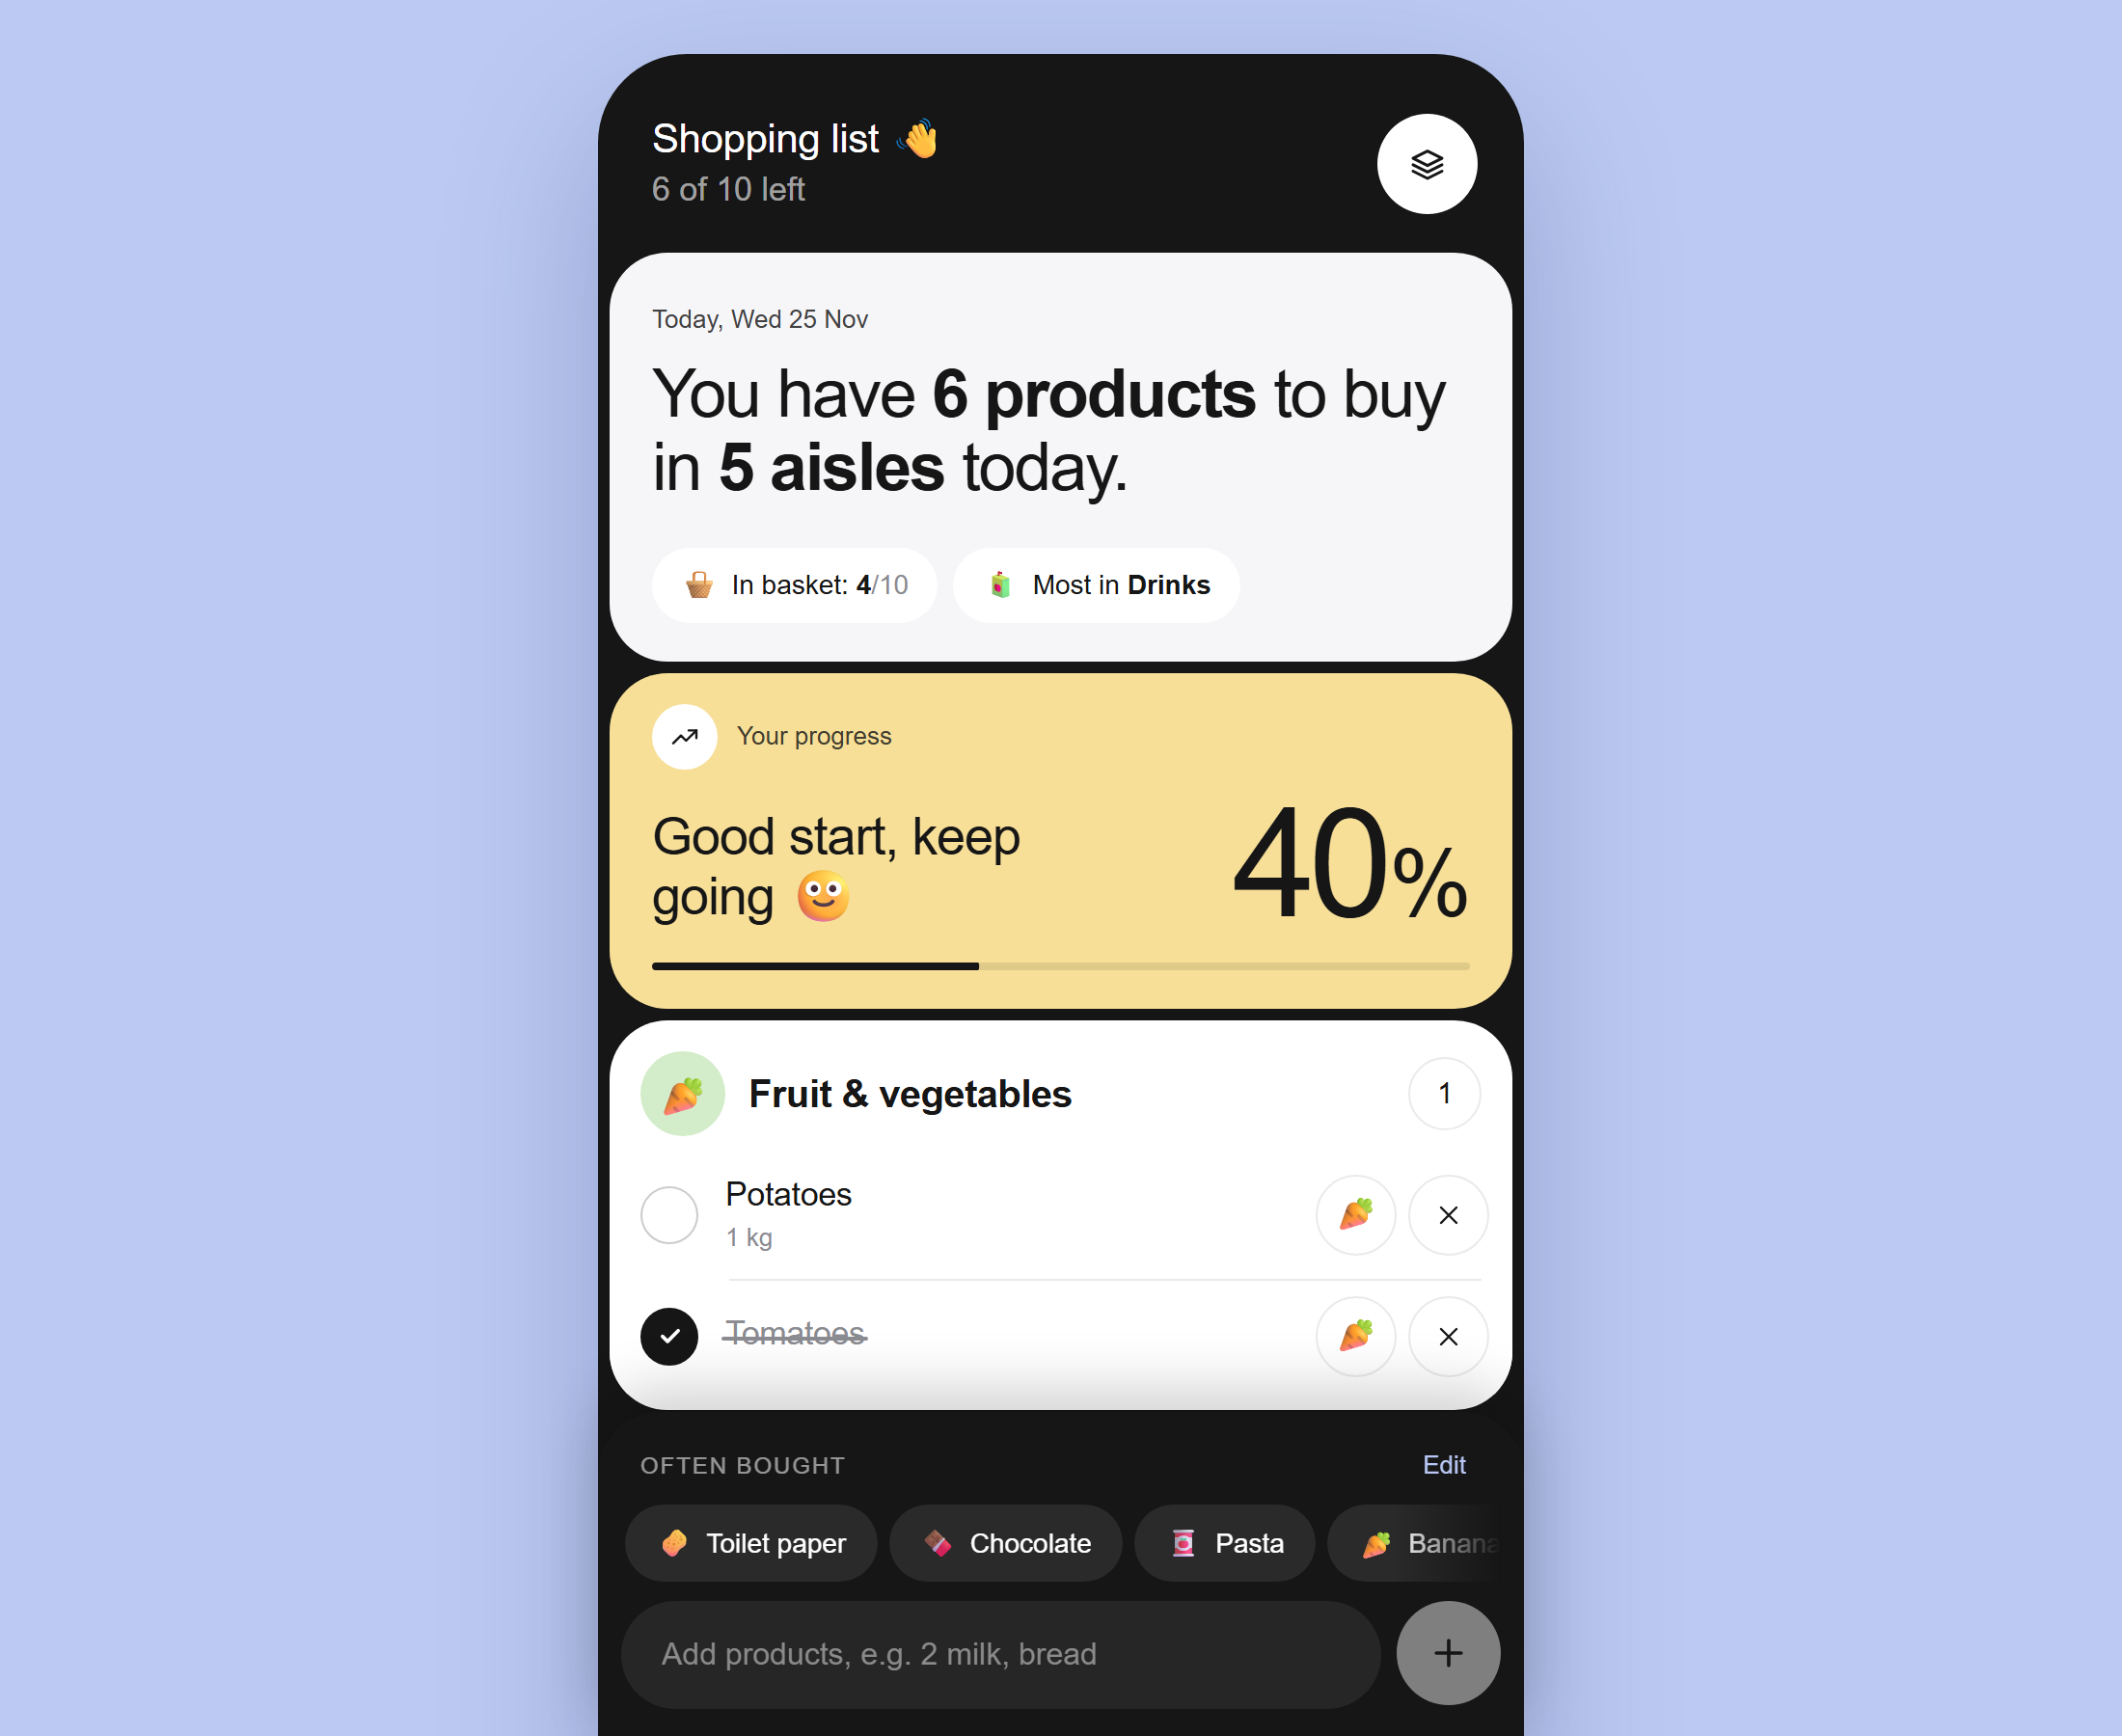 Shopping list 👋
6 of 10 left
Today, Wed 25 Nov
You have 6 products to buy
in 5 aisles today.
In basket: 4/10
Most in Drinks
Your progress
Good start, keep
going
40%
Fruit & vegetables
1
Potatoes
1 kg
Tomatoes
OFTEN BOUGHT
Edit
Toilet paper
Chocolate
Pasta
Banana
Add products, e.g. 2 milk, bread